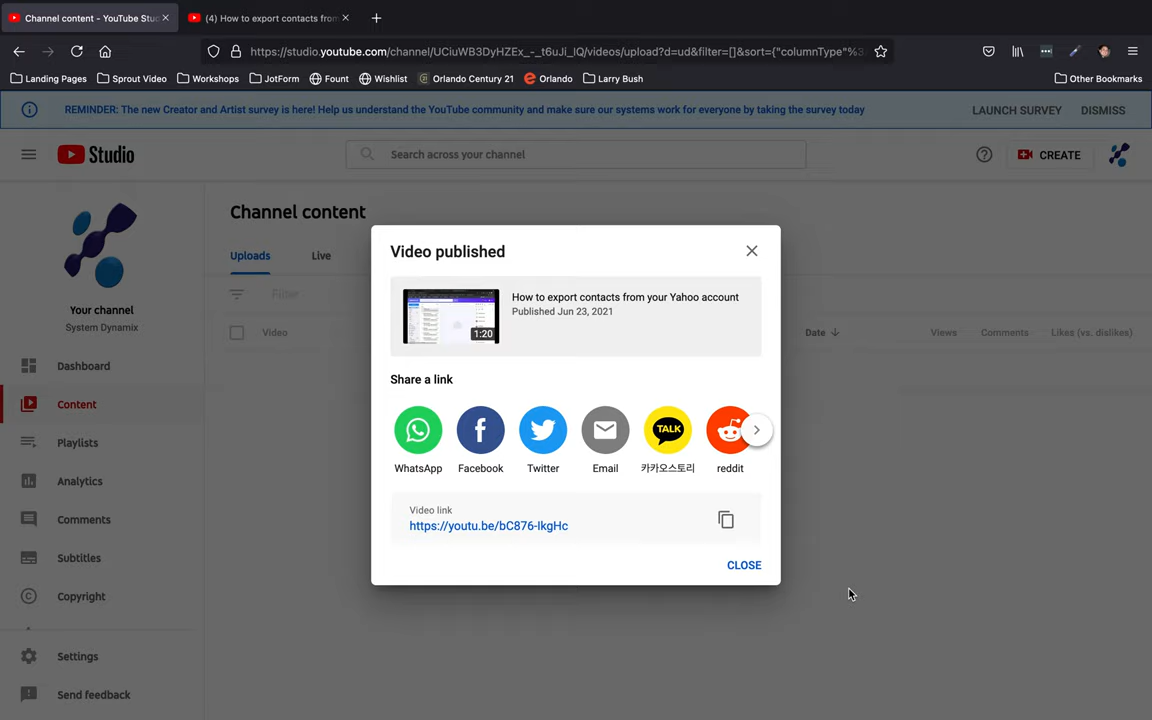 Channel content - YouTube Stud
(4) How to export contacts from
https://studio.youtube.com/channel/UCiuWB3DyHZEx_-_t6uJi_lQ/videos/upload?d=ud&filter=[]&sort={"columnType"%3
Landing Pages
Sprout Video
Workshops
JotForm
Fount
Wishlist
Orlando Century 21
Orlando
Larry Bush
Other Bookmarks
REMINDER: The new Creator and Artist survey is here! Help us understand the YouTube community and make sure our systems work for everyone by taking the survey today
LAUNCH SURVEY
DISMISS
Studio
Search across your channel
CREATE
Channel content
Uploads
Live
Your channel
System Dynamix
Filter
Video
Date
Views
Comments
Likes (vs. dislikes)
Dashboard
Content
Playlists
Analytics
Comments
Subtitles
Copyright
Settings
Send feedback
Video published
1:20
How to export contacts from your Yahoo account
Published Jun 23, 2021
Share a link
TALK
WhatsApp
Facebook
Twitter
Email
카카오스토리
reddit
Video link
https://youtu.be/bC876-lkgHc
CLOSE